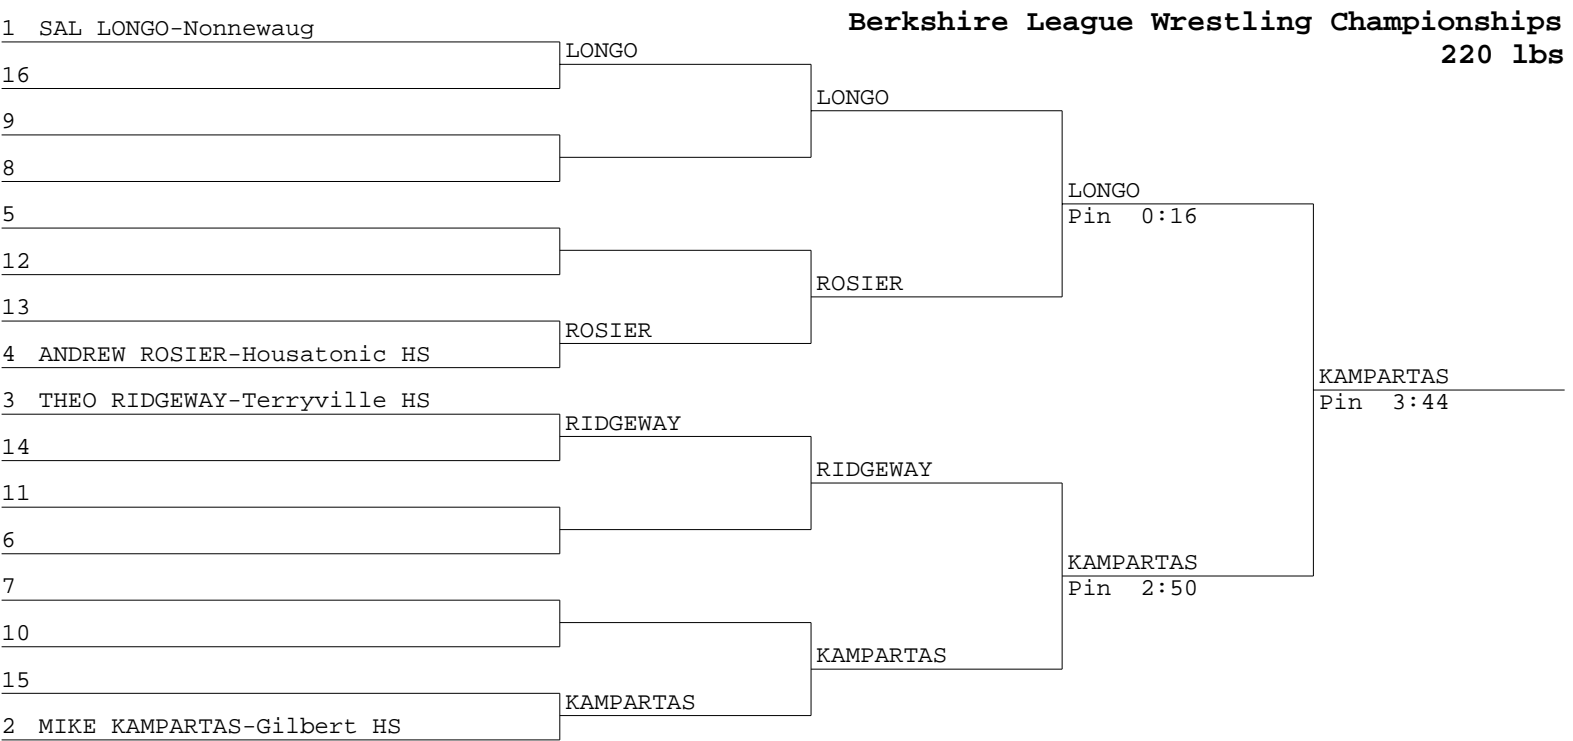 Berkshire League Wrestling Championships
220 lbs
1 SAL LONGO-Nonnewaug
LONGO
16
LONGO
9
8
LONGO
Pin 0:16
5
12
ROSIER
13
ROSIER
4 ANDREW ROSIER-Housatonic HS
KAMPARTAS
Pin 3:44
3 THEO RIDGEWAY-Terryville HS
RIDGEWAY
14
RIDGEWAY
11
6
KAMPARTAS
Pin 2:50
7
10
KAMPARTAS
15
KAMPARTAS
2 MIKE KAMPARTAS-Gilbert HS